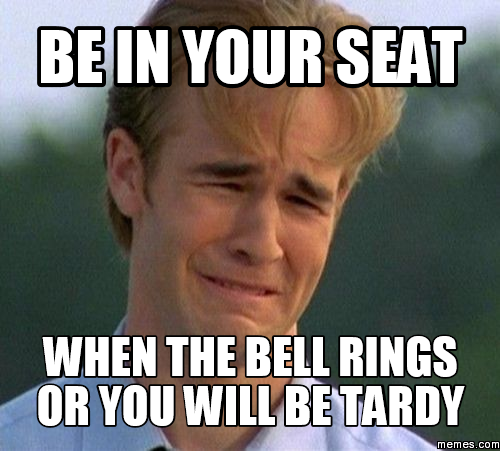 BE IN YOUR SEAT
WHEN THE BELL RINGS
OR YOU WILL BE TARDY
memes.com